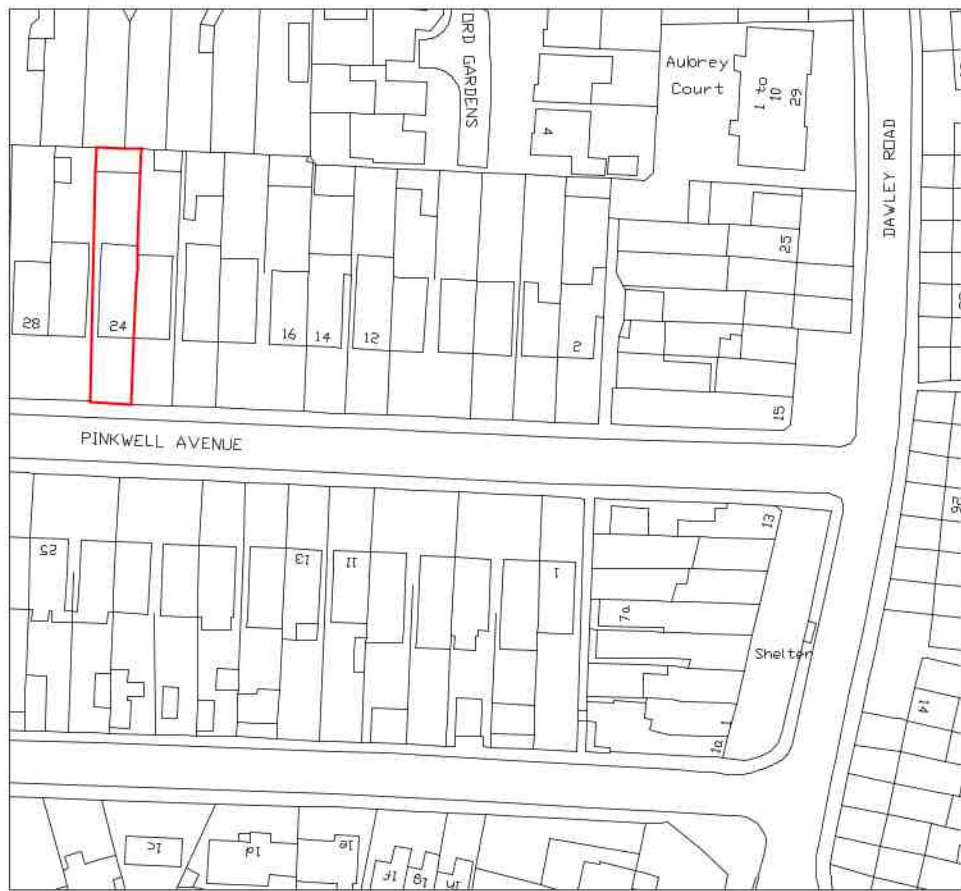 ORD GARDENS
Aubrey
Court
1 to
10
29
4
DAWLEY ROAD
25
28
24
16
14
12
2
15
PINKWELL AVENUE
25
13
11
1
13
7a
Shelter
1
1a
26
14
1c
1d
1e
1f
1g
1h